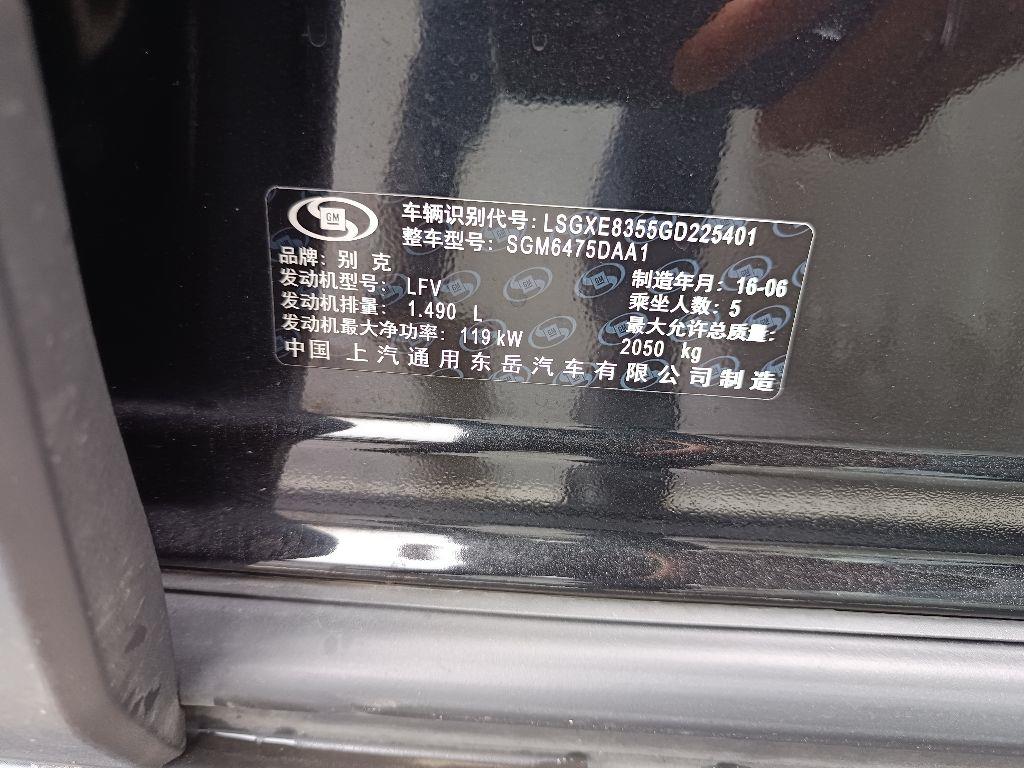 GM
车辆识别代号: LSGXE8355GD225401
整车型号: SGM6475DAA1
品牌: 别 克
发动机型号: LFV 制造年月: 16-06
发动机排量: 1.490 L 乘坐人数: 5
发动机最大净功率: 119 kW 最大允许总质量:
2050 kg
中国 上汽通用东岳汽车有限公司制造